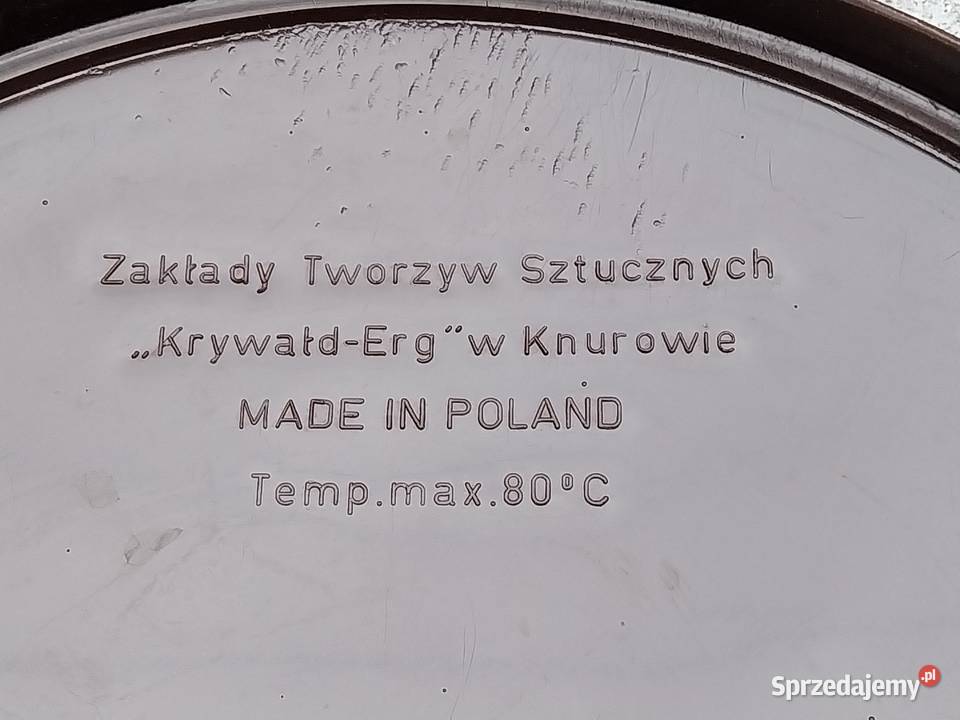 Zakłady Tworzyw Sztucznych
„Krywałd-Erg” w Knurowie
MADE IN POLAND
Temp.max.80°C
Sprzedajemy.pl